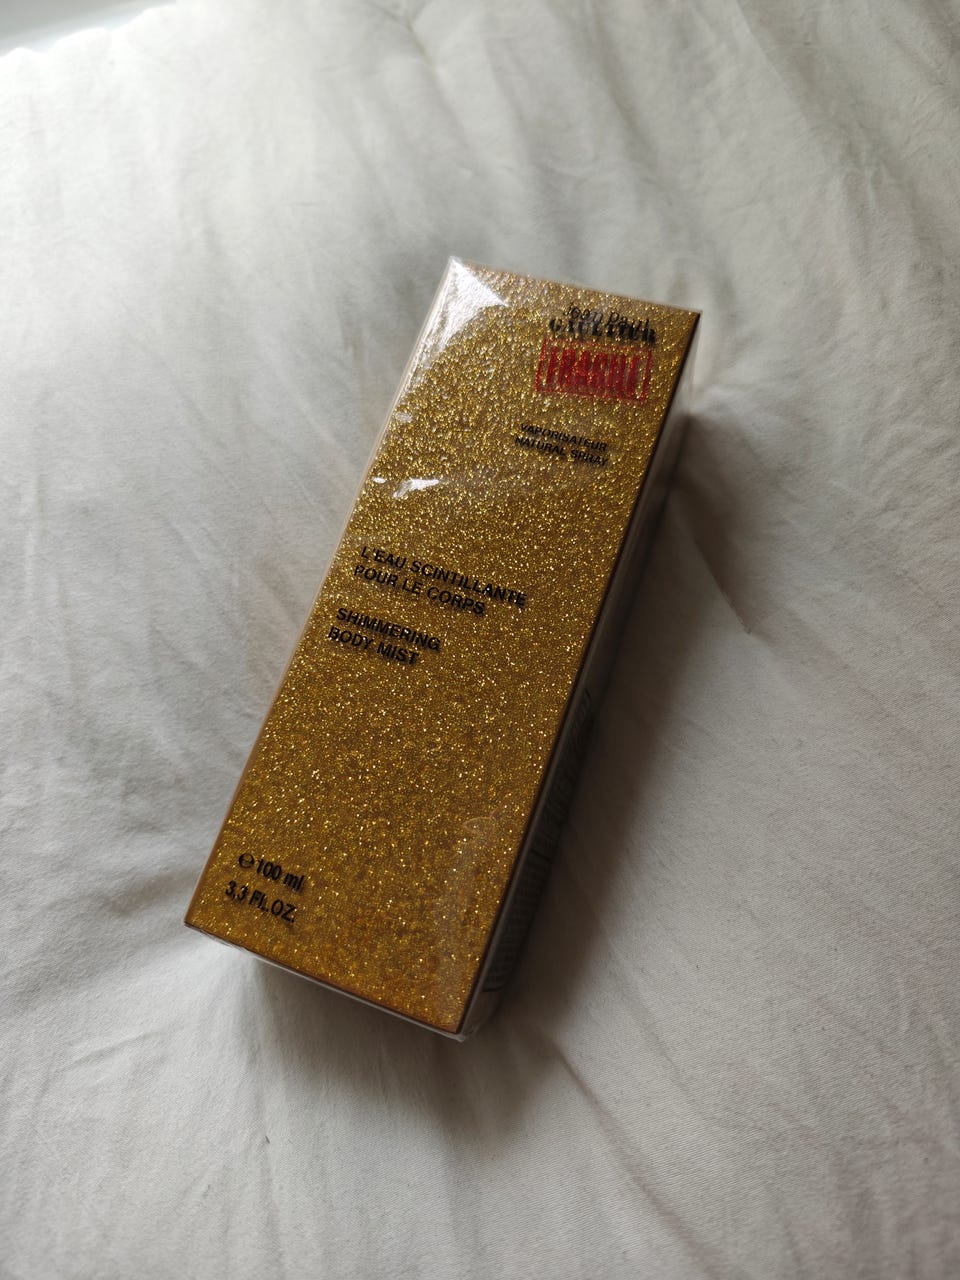 Jean Paul
GAULTIER
FRAGILE
VAPORISATEUR
NATURAL SPRAY
L'EAU SCINTILLANTE
POUR LE CORPS
SHIMMERING
BODY MIST
℮ 100 ml
3.3 FL.OZ.